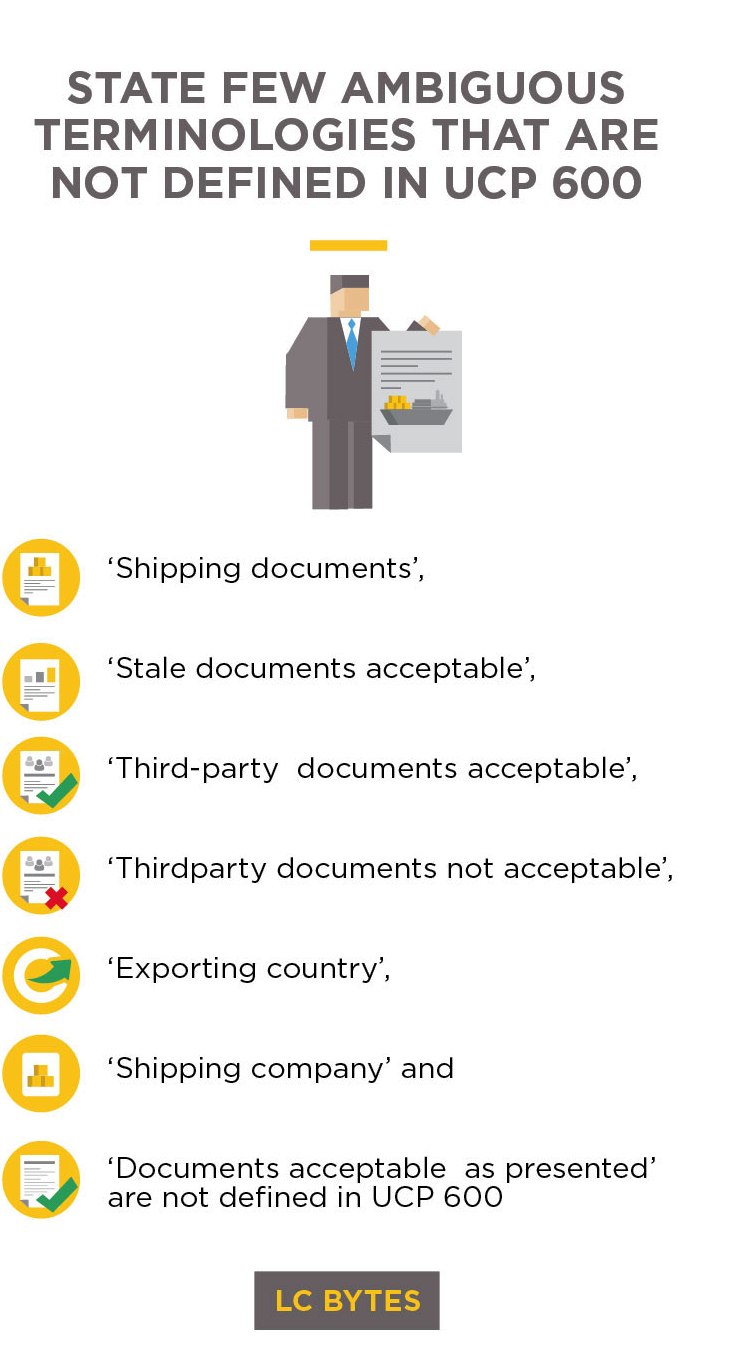 STATE FEW AMBIGUOUS
TERMINOLOGIES THAT ARE
NOT DEFINED IN UCP 600
‘Shipping documents’,
‘Stale documents acceptable’,
‘Third-party  documents acceptable’,
‘Thirdparty documents not acceptable’,
‘Exporting country’,
‘Shipping company’ and
‘Documents acceptable  as presented’
are not defined in UCP 600
LC BYTES